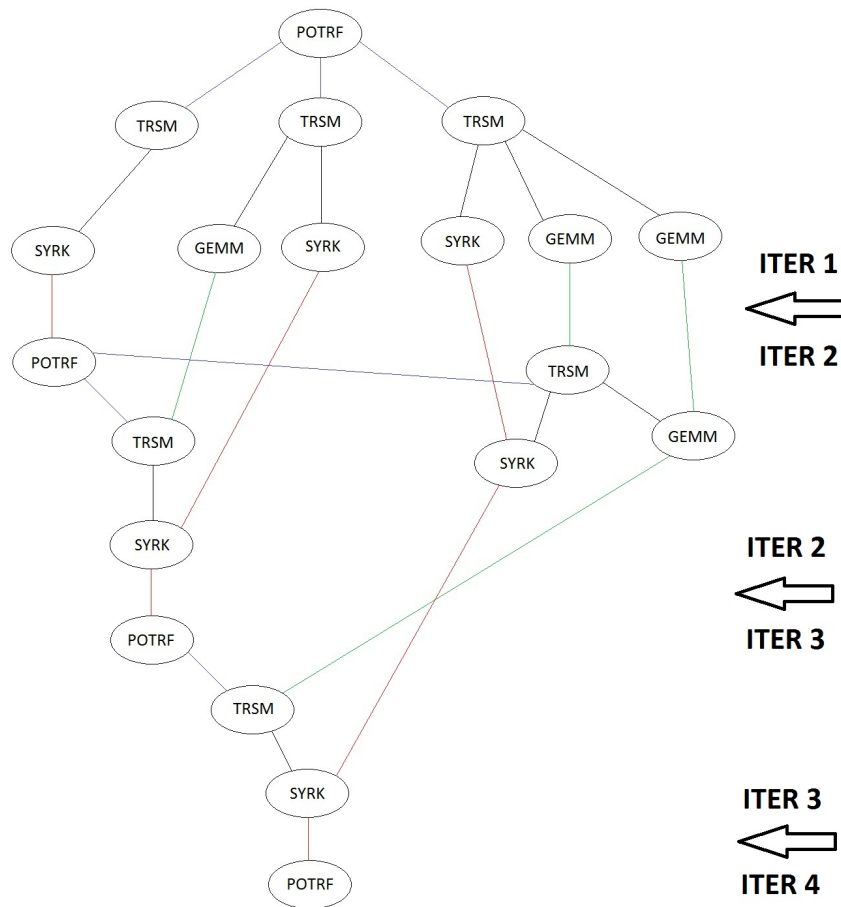 POTRF
TRSM
TRSM
TRSM
SYRK
GEMM
SYRK
SYRK
GEMM
GEMM
ITER 1
ITER 2
POTRF
TRSM
TRSM
GEMM
SYRK
SYRK
ITER 2
ITER 3
POTRF
TRSM
SYRK
ITER 3
ITER 4
POTRF